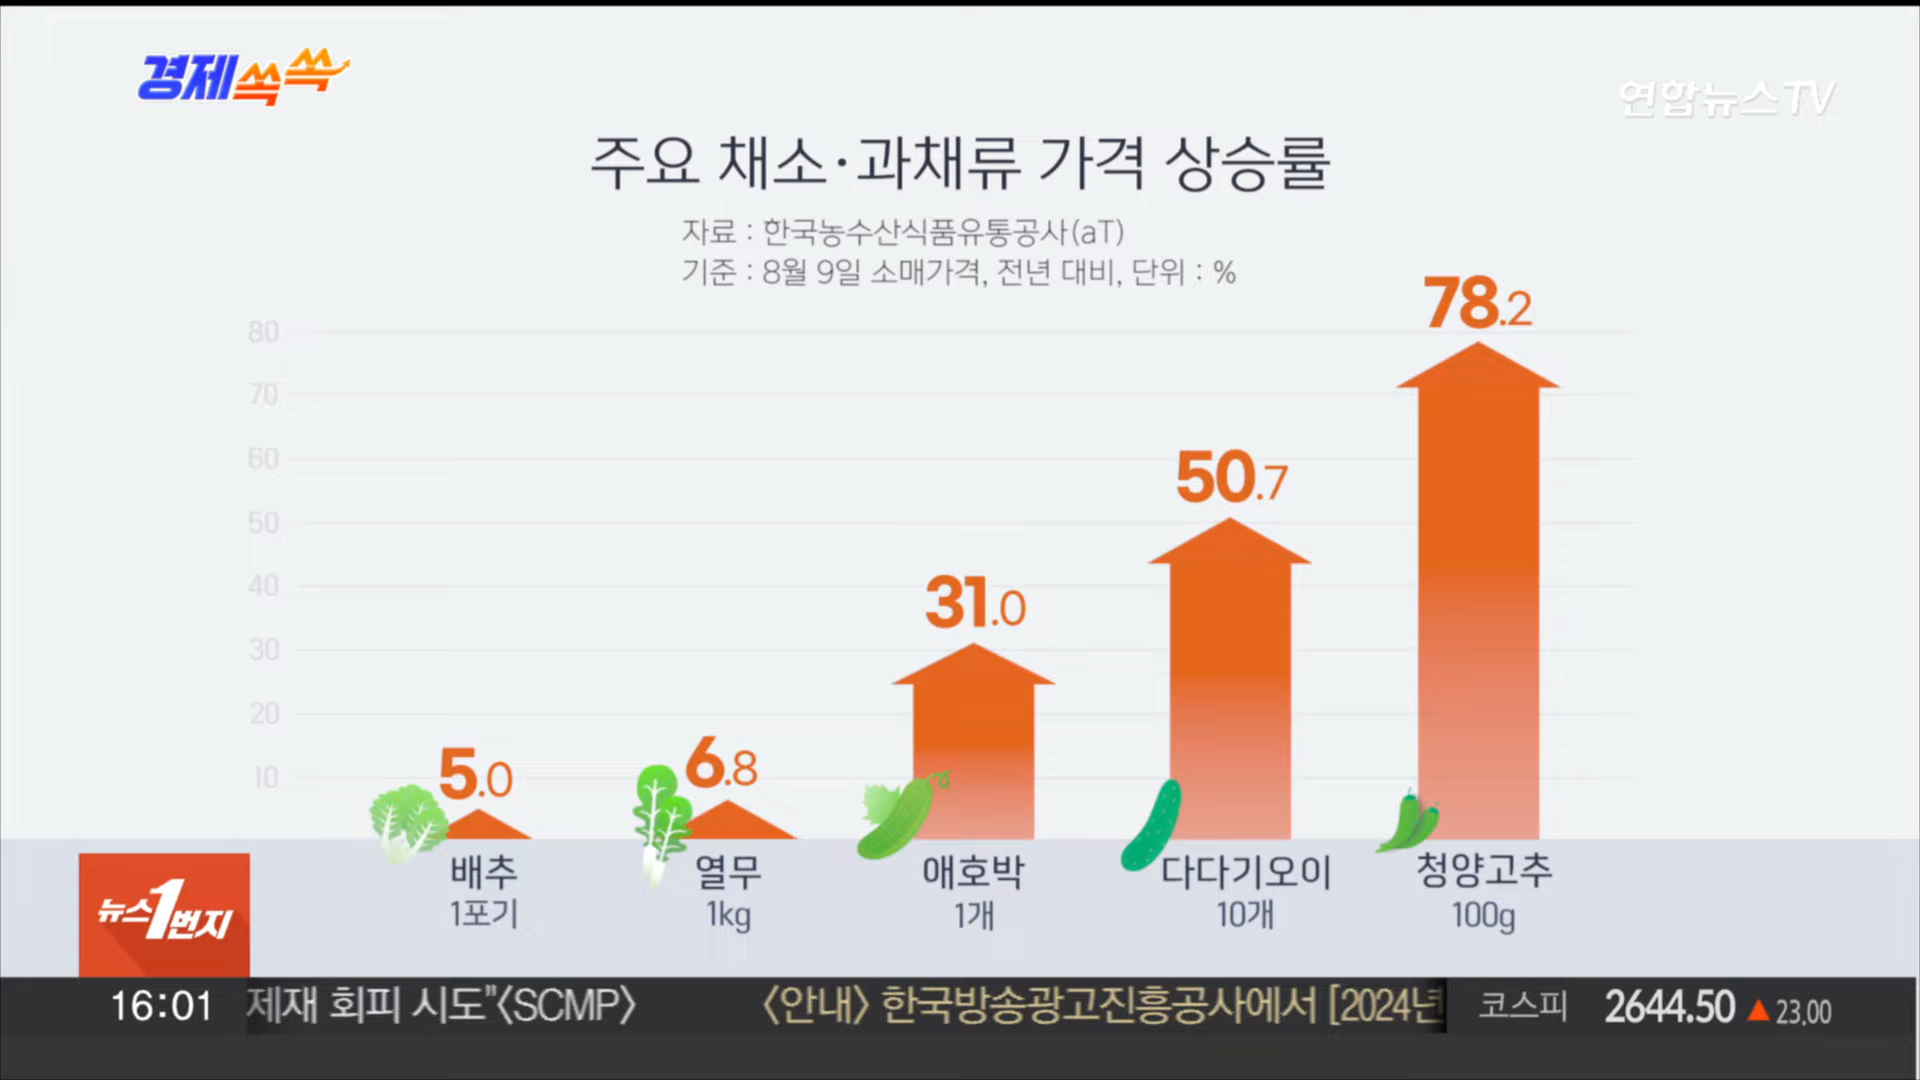 경제쏙쏙
연합뉴스TV
주요 채소·과채류 가격 상승률
자료 : 한국농수산식품유통공사(aT)
기준 : 8월 9일 소매가격, 전년 대비, 단위 : %
80
70
60
50
40
30
20
10
5.0
6.8
31.0
50.7
78.2
배추
1포기
열무
1kg
애호박
1개
다다기오이
10개
청양고추
100g
뉴스1번지
16:01 제재 회피 시도"<SCMP> <안내> 한국방송광고진흥공사에서 [2024년 코스피 2644.50 ▲ 23.00